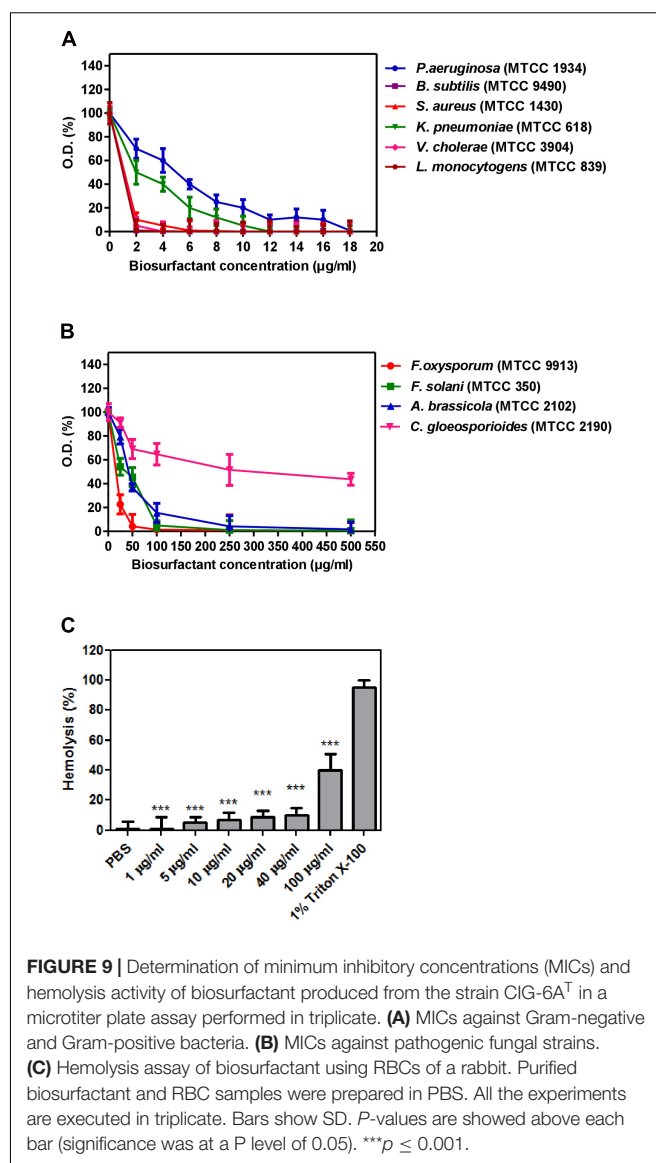 A
O.D. (%)
140
120
100
80
60
40
20
0
0 2 4 6 8 10 12 14 16 18 20
Biosurfactant concentration (µg/ml)
P.aeruginosa (MTCC 1934)
B. subtilis (MTCC 9490)
S. aureus (MTCC 1430)
K. pneumoniae (MTCC 618)
V. cholerae (MTCC 3904)
L. monocytogens (MTCC 839)
B
O.D. (%)
140
120
100
80
60
40
20
0
0 50 100 150 200 250 300 350 400 450 500 550
Biosurfactant concentration (µg/ml)
F.oxysporum (MTCC 9913)
F. solani (MTCC 350)
A. brassicola (MTCC 2102)
C. gloeosporioides (MTCC 2190)
C
Hemolysis (%)
120
100
80
60
40
20
0
*** *** *** *** *** ***
PBS
1 µg/ml
5 µg/ml
10 µg/ml
20 µg/ml
40 µg/ml
100 µg/ml
1% Triton X-100
FIGURE 9 | Determination of minimum inhibitory concentrations (MICs) and
hemolysis activity of biosurfactant produced from the strain CIG-6Aᵀ in a
microtiter plate assay performed in triplicate. (A) MICs against Gram-negative
and Gram-positive bacteria. (B) MICs against pathogenic fungal strains.
(C) Hemolysis assay of biosurfactant using RBCs of a rabbit. Purified
biosurfactant and RBC samples were prepared in PBS. All the experiments
are executed in triplicate. Bars show SD. P-values are showed above each
bar (significance was at a P level of 0.05). ***p ≤ 0.001.